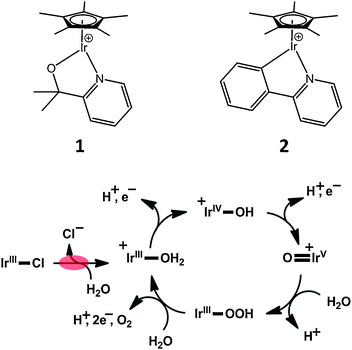 Ir ⊕ Ir ⊕
O N N
1 2
H⁺, e⁻ ⁺Irᴵⱽ—OH H⁺, e⁻
Cl⁻
Irᴵᴵᴵ—Cl ⁺Irᴵᴵᴵ—OH₂ O=⁺Irⱽ
H₂O
H₂O
H⁺, 2e⁻, O₂ Irᴵᴵᴵ—OOH
H₂O H⁺